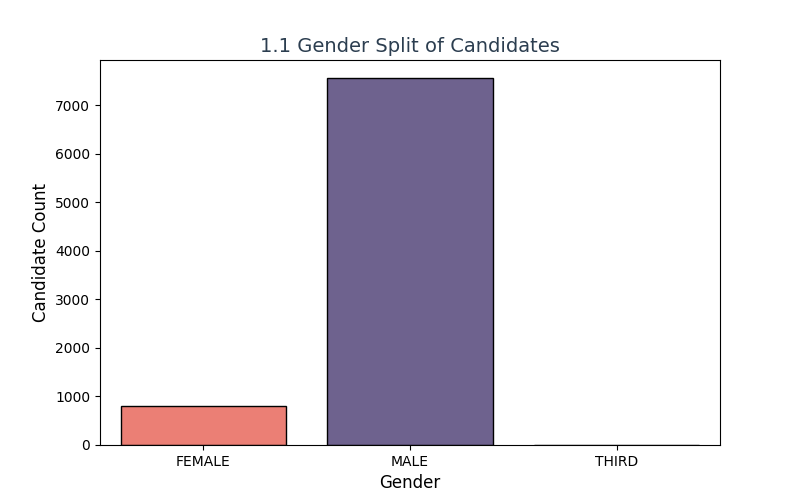 1.1 Gender Split of Candidates
Candidate Count
7000
6000
5000
4000
3000
2000
1000
0
FEMALE
MALE
THIRD
Gender